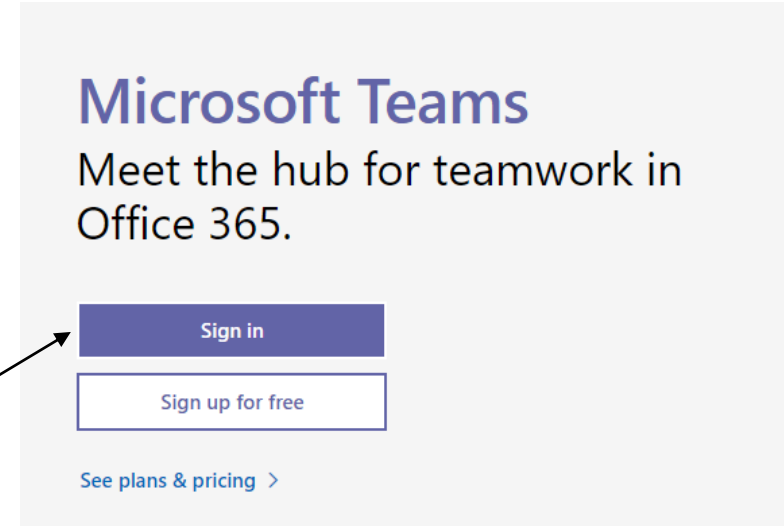 Microsoft Teams
Meet the hub for teamwork in
Office 365.
Sign in
Sign up for free
See plans & pricing >